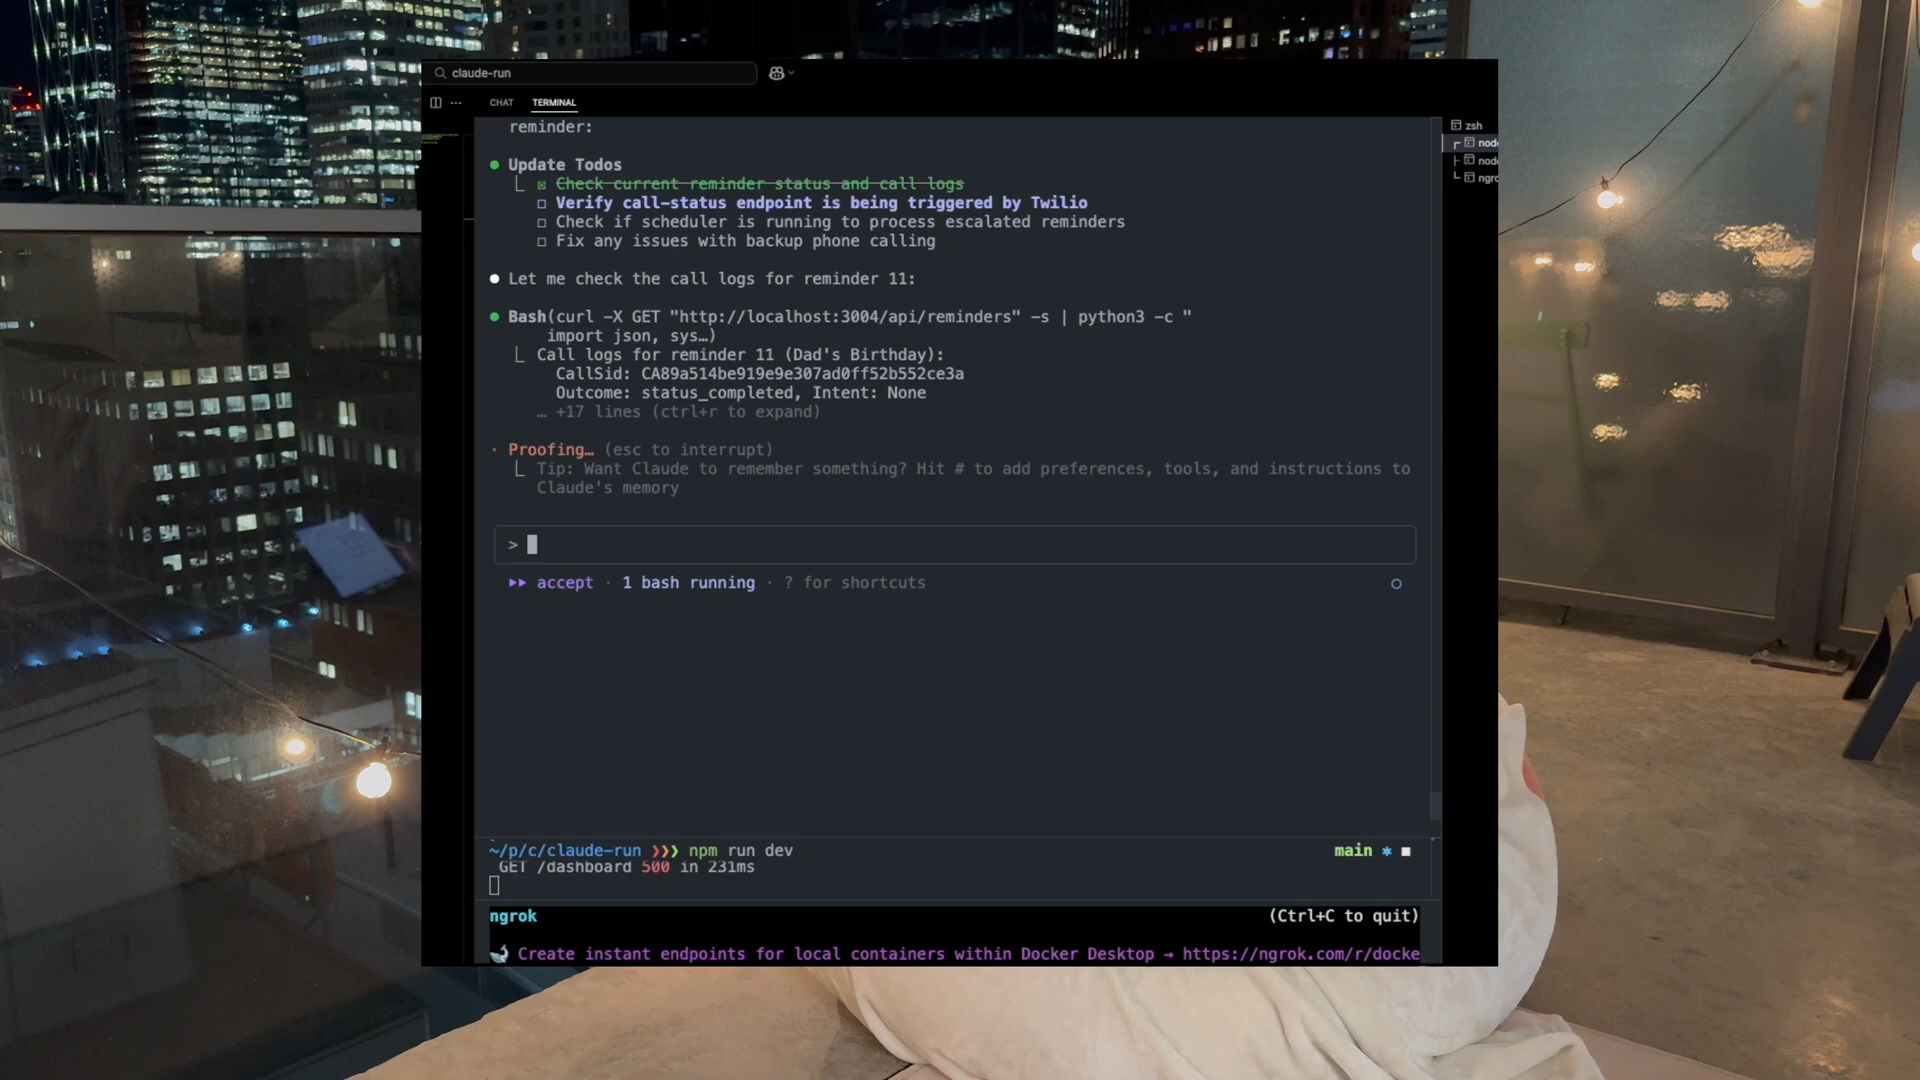 claude-run
CHAT TERMINAL
reminder:
Update Todos
Check current reminder status and call logs
Verify call-status endpoint is being triggered by Twilio
Check if scheduler is running to process escalated reminders
Fix any issues with backup phone calling
Let me check the call logs for reminder 11:
Bash(curl -X GET "http://localhost:3004/api/reminders" -s | python3 -c "
import json, sys…)
Call logs for reminder 11 (Dad's Birthday):
CallSid: CA89a514be919e9e307ad0ff52b552ce3a
Outcome: status_completed, Intent: None
… +17 lines (ctrl+r to expand)
· Proofing… (esc to interrupt)
Tip: Want Claude to remember something? Hit # to add preferences, tools, and instructions to
Claude's memory
>
accept · 1 bash running · ? for shortcuts
~/p/c/claude-run ❯❯❯ npm run dev
main *
GET /dashboard 500 in 231ms
ngrok (Ctrl+C to quit)
Create instant endpoints for local containers within Docker Desktop → https://ngrok.com/r/docke
zsh
node
node
ngro